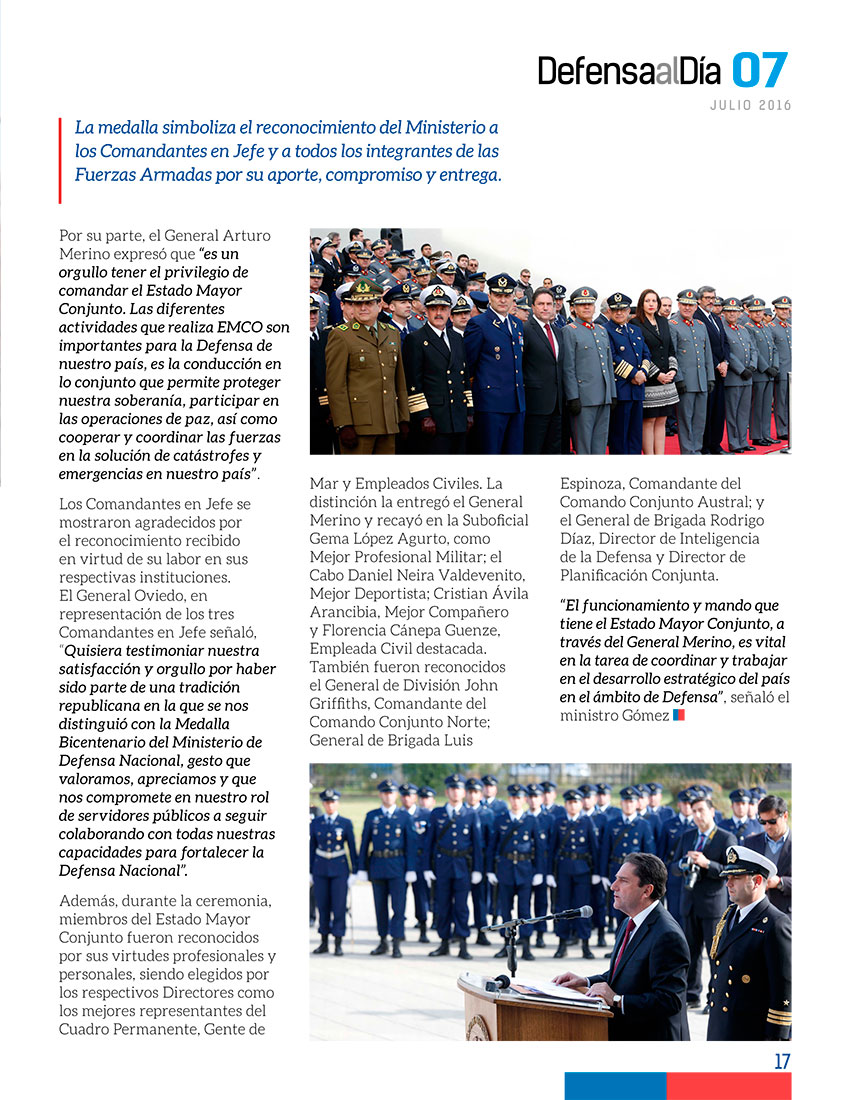 DefensaalDía 07
JULIO 2016
La medalla simboliza el reconocimiento del Ministerio a
los Comandantes en Jefe y a todos los integrantes de las
Fuerzas Armadas por su aporte, compromiso y entrega.
Por su parte, el General Arturo
Merino expresó que “es un
orgullo tener el privilegio de
comandar el Estado Mayor
Conjunto. Las diferentes
actividades que realiza EMCO son
importantes para la Defensa de
nuestro país, es la conducción en
lo conjunto que permite proteger
nuestra soberanía, participar en
las operaciones de paz, así como
cooperar y coordinar las fuerzas
en la solución de catástrofes y
emergencias en nuestro país”.
Los Comandantes en Jefe se
mostraron agradecidos por
el reconocimiento recibido
en virtud de su labor en sus
respectivas instituciones.
El General Oviedo, en
representación de los tres
Comandantes en Jefe señaló,
“Quisiera testimoniar nuestra
satisfacción y orgullo por haber
sido parte de una tradición
republicana en la que se nos
distinguió con la Medalla
Bicentenario del Ministerio de
Defensa Nacional, gesto que
valoramos, apreciamos y que
nos compromete en nuestro rol
de servidores públicos a seguir
colaborando con todas nuestras
capacidades para fortalecer la
Defensa Nacional”.
Además, durante la ceremonia,
miembros del Estado Mayor
Conjunto fueron reconocidos
por sus virtudes profesionales y
personales, siendo elegidos por
los respectivos Directores como
los mejores representantes del
Cuadro Permanente, Gente de
Mar y Empleados Civiles. La
distinción la entregó el General
Merino y recayó en la Suboficial
Gema López Agurto, como
Mejor Profesional Militar; el
Cabo Daniel Neira Valdevenito,
Mejor Deportista; Cristian Ávila
Arancibia, Mejor Compañero
y Florencia Cánepa Guenze,
Empleada Civil destacada.
También fueron reconocidos
el General de División John
Griffiths, Comandante del
Comando Conjunto Norte;
General de Brigada Luis
Espinoza, Comandante del
Comando Conjunto Austral; y
el General de Brigada Rodrigo
Díaz, Director de Inteligencia
de la Defensa y Director de
Planificación Conjunta.
“El funcionamiento y mando que
tiene el Estado Mayor Conjunto, a
través del General Merino, es vital
en la tarea de coordinar y trabajar
en el desarrollo estratégico del país
en el ámbito de Defensa”, señaló el
ministro Gómez
17